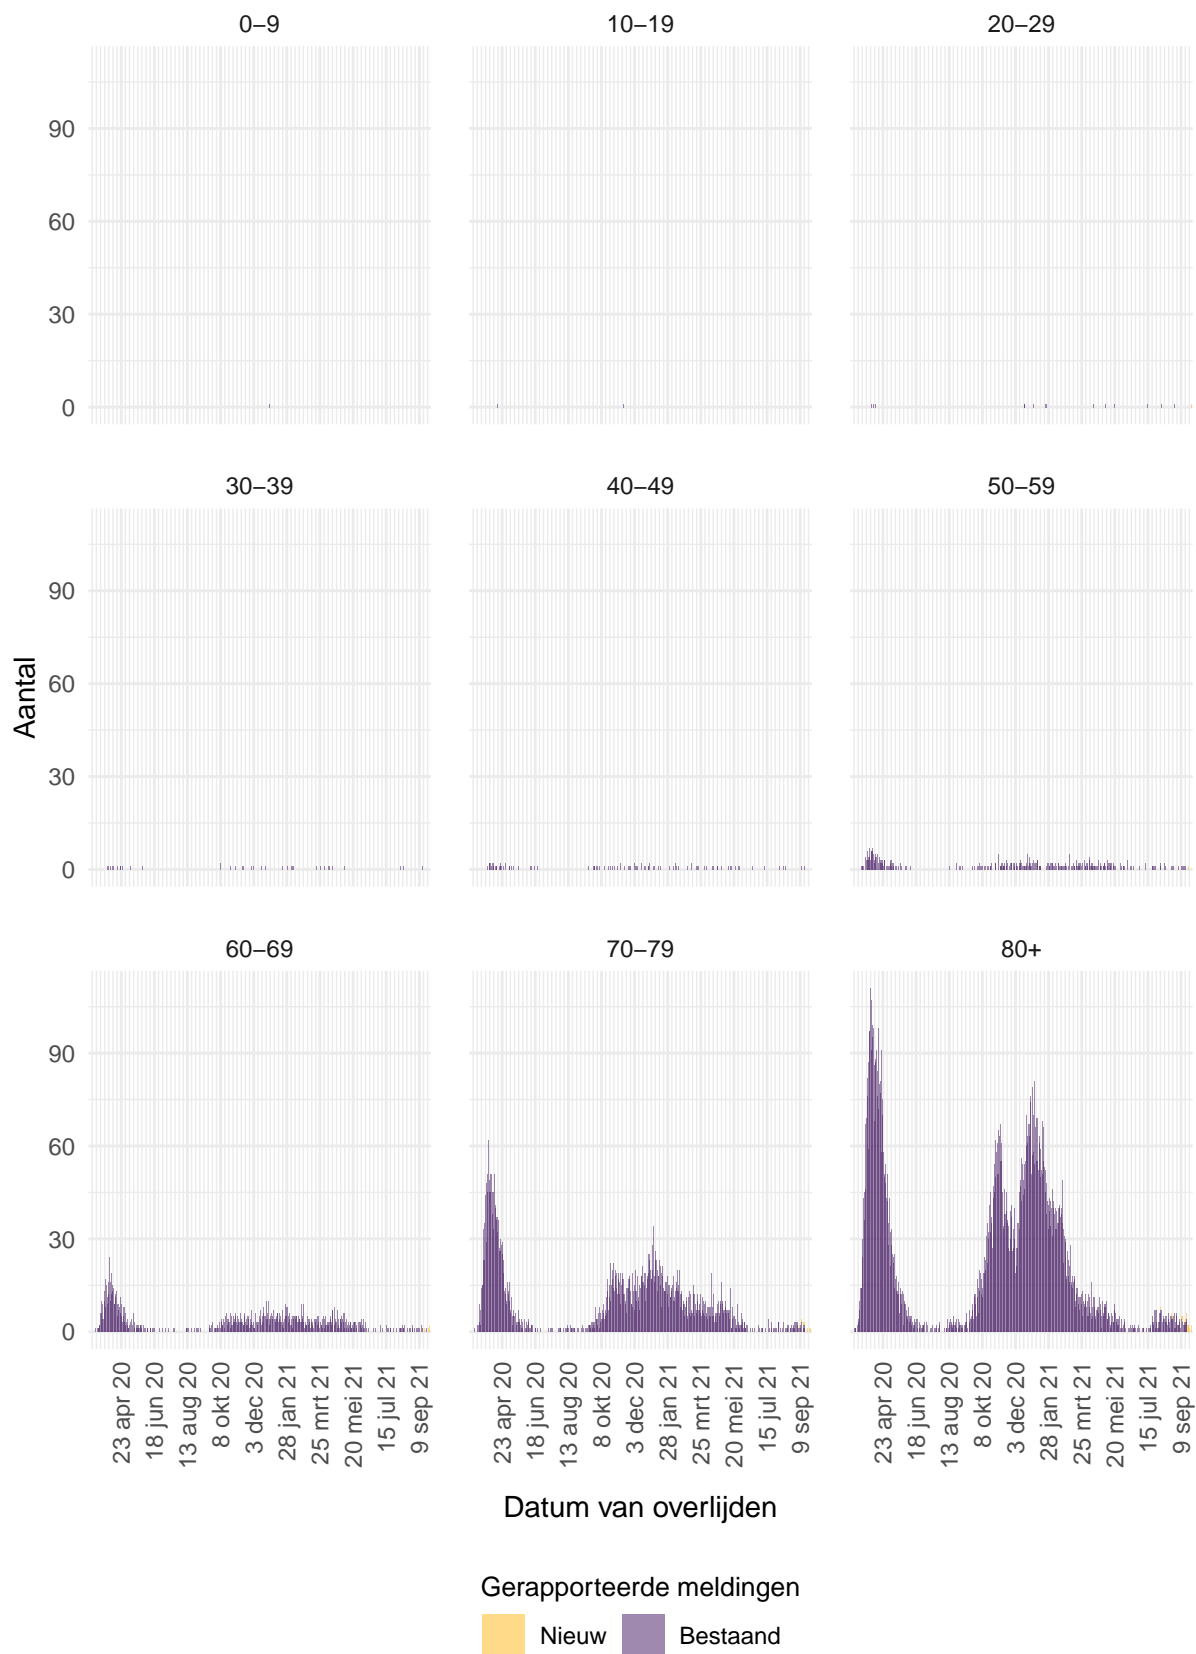 0–9
10–19
20–29
90
60
30
0
30–39
40–49
50–59
90
60
30
0
Aantal
60–69
70–79
80+
90
60
30
0
23 apr 20
18 jun 20
13 aug 20
8 okt 20
3 dec 20
28 jan 21
25 mrt 21
20 mei 21
15 jul 21
9 sep 21
23 apr 20
18 jun 20
13 aug 20
8 okt 20
3 dec 20
28 jan 21
25 mrt 21
20 mei 21
15 jul 21
9 sep 21
23 apr 20
18 jun 20
13 aug 20
8 okt 20
3 dec 20
28 jan 21
25 mrt 21
20 mei 21
15 jul 21
9 sep 21
Datum van overlijden
Gerapporteerde meldingen
Nieuw
Bestaand